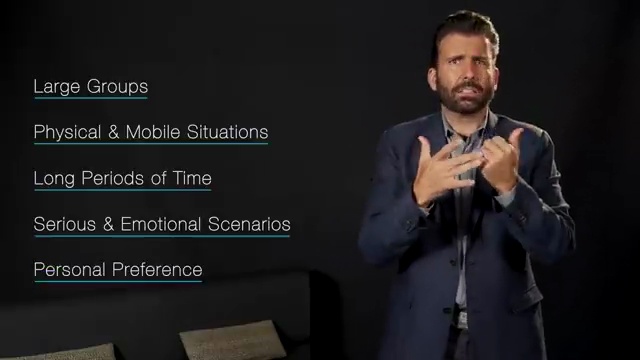 Large Groups
Physical & Mobile Situations
Long Periods of Time
Serious & Emotional Scenarios
Personal Preference